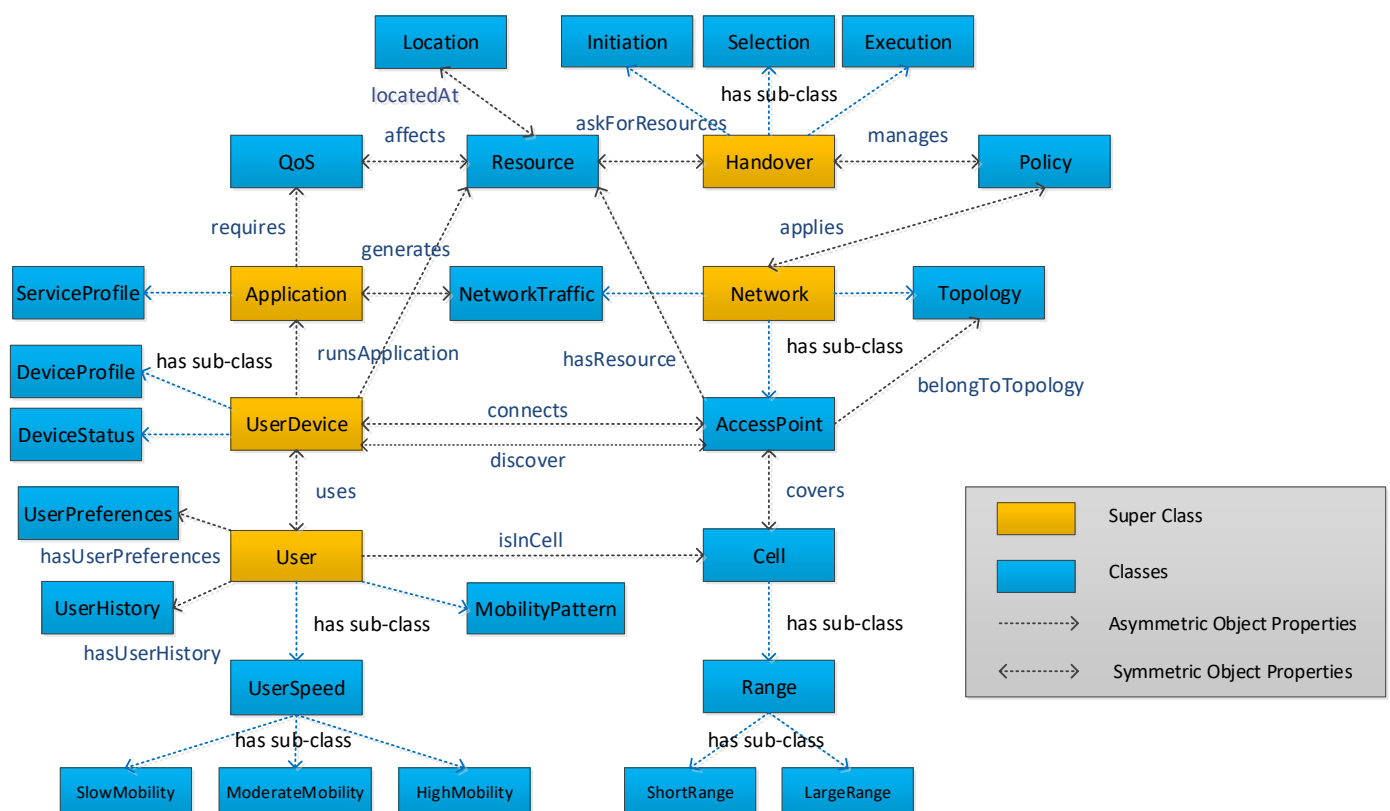 Location
Initiation
Selection
Execution
locatedAt
has sub-class
affects
askForResources
manages
QoS
Resource
Handover
Policy
requires
generates
applies
ServiceProfile
Application
NetworkTraffic
Network
Topology
has sub-class
runsApplication
hasResource
has sub-class
DeviceProfile
belongToTopology
connects
UserDevice
AccessPoint
DeviceStatus
discover
uses
covers
UserPreferences
isInCell
hasUserPreferences
User
Cell
Super Class
Classes
UserHistory
MobilityPattern
has sub-class
has sub-class
Asymmetric Object Properties
hasUserHistory
Symmetric Object Properties
UserSpeed
Range
has sub-class
has sub-class
SlowMobility
ModerateMobility
HighMobility
ShortRange
LargeRange